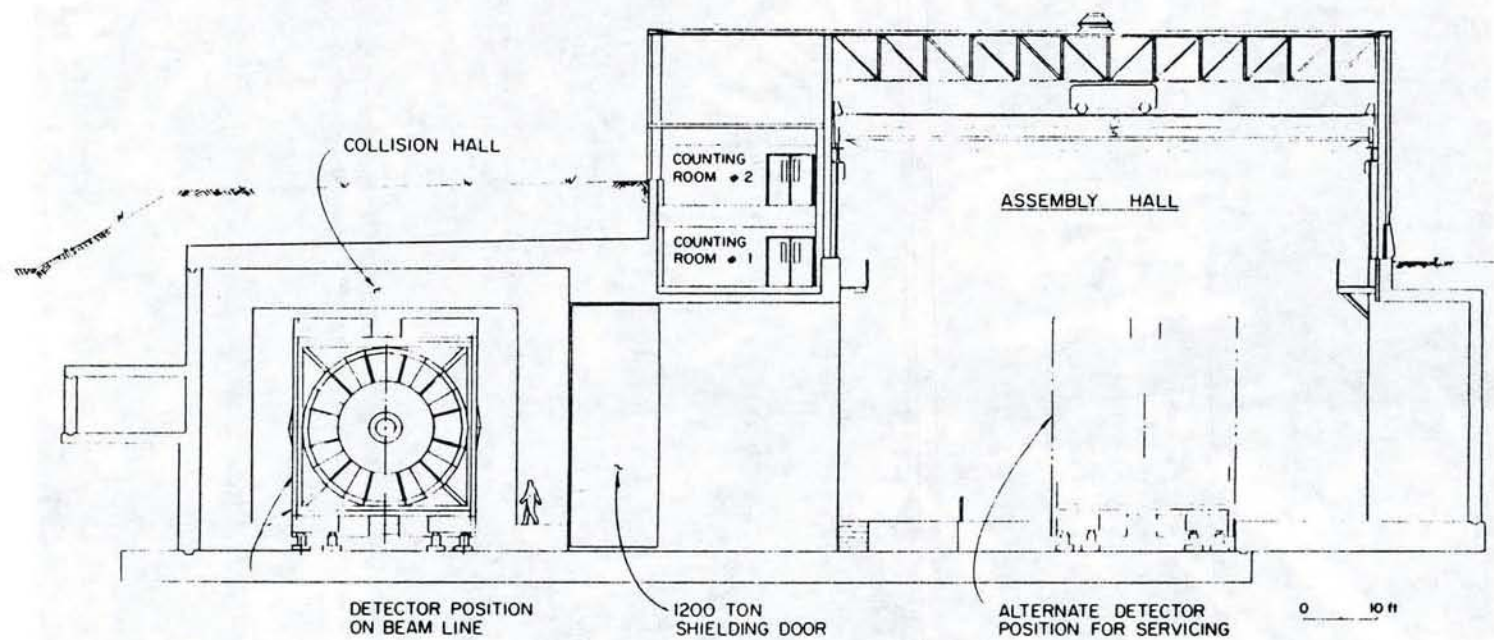 COLLISION HALL
COUNTING
ROOM #2
COUNTING
ROOM #1
ASSEMBLY HALL
DETECTOR POSITION
ON BEAM LINE
1200 TON
SHIELDING DOOR
ALTERNATE DETECTOR
POSITION FOR SERVICING
0 10 ft